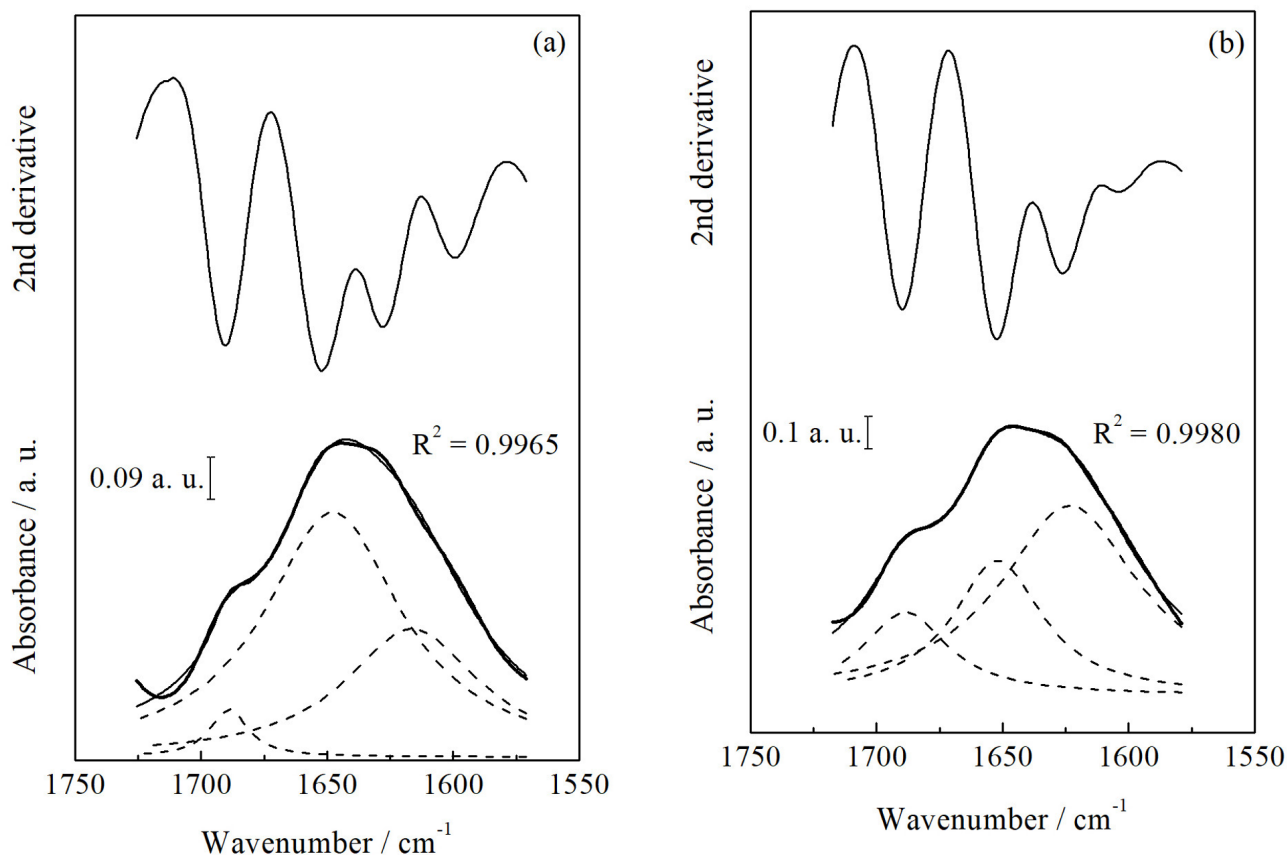 (a)
2nd derivative
Absorbance / a. u.
0.09 a. u.
R² = 0.9965
1750 1700 1650 1600 1550
Wavenumber / cm⁻¹
(b)
2nd derivative
Absorbance / a. u.
0.1 a. u.
R² = 0.9980
1750 1700 1650 1600 1550
Wavenumber / cm⁻¹